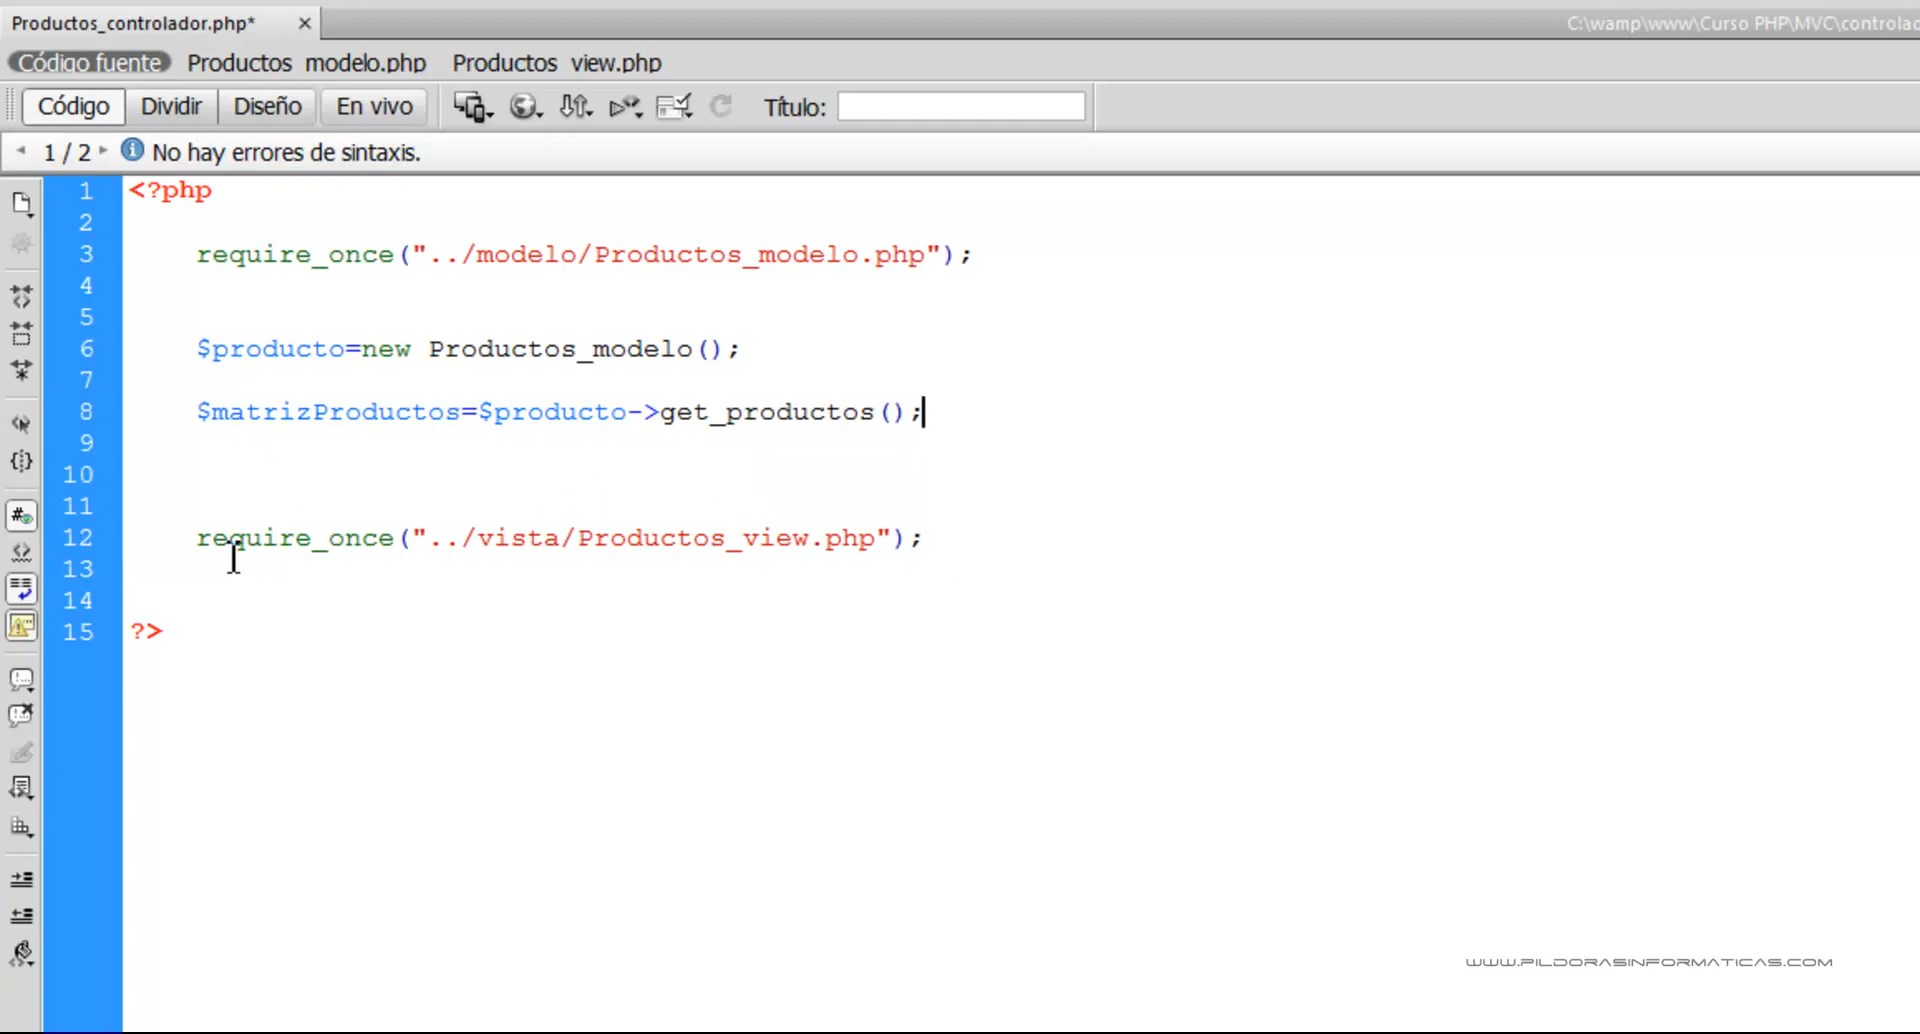 Productos_controlador.php*
C:\wamp\www\Curso PHP\MVC\controlac
Código fuente Productos_modelo.php Productos_view.php
Código Dividir Diseño En vivo Título:
1 / 2 No hay errores de sintaxis.
1 <?php
2
3 require_once("../modelo/Productos_modelo.php");
4
5
6 $producto=new Productos_modelo();
7
8 $matrizProductos=$producto->get_productos();
9
10
11
12 require_once("../vista/Productos_view.php");
13
14
15 ?>
WWW.PILDORASINFORMATICAS.COM